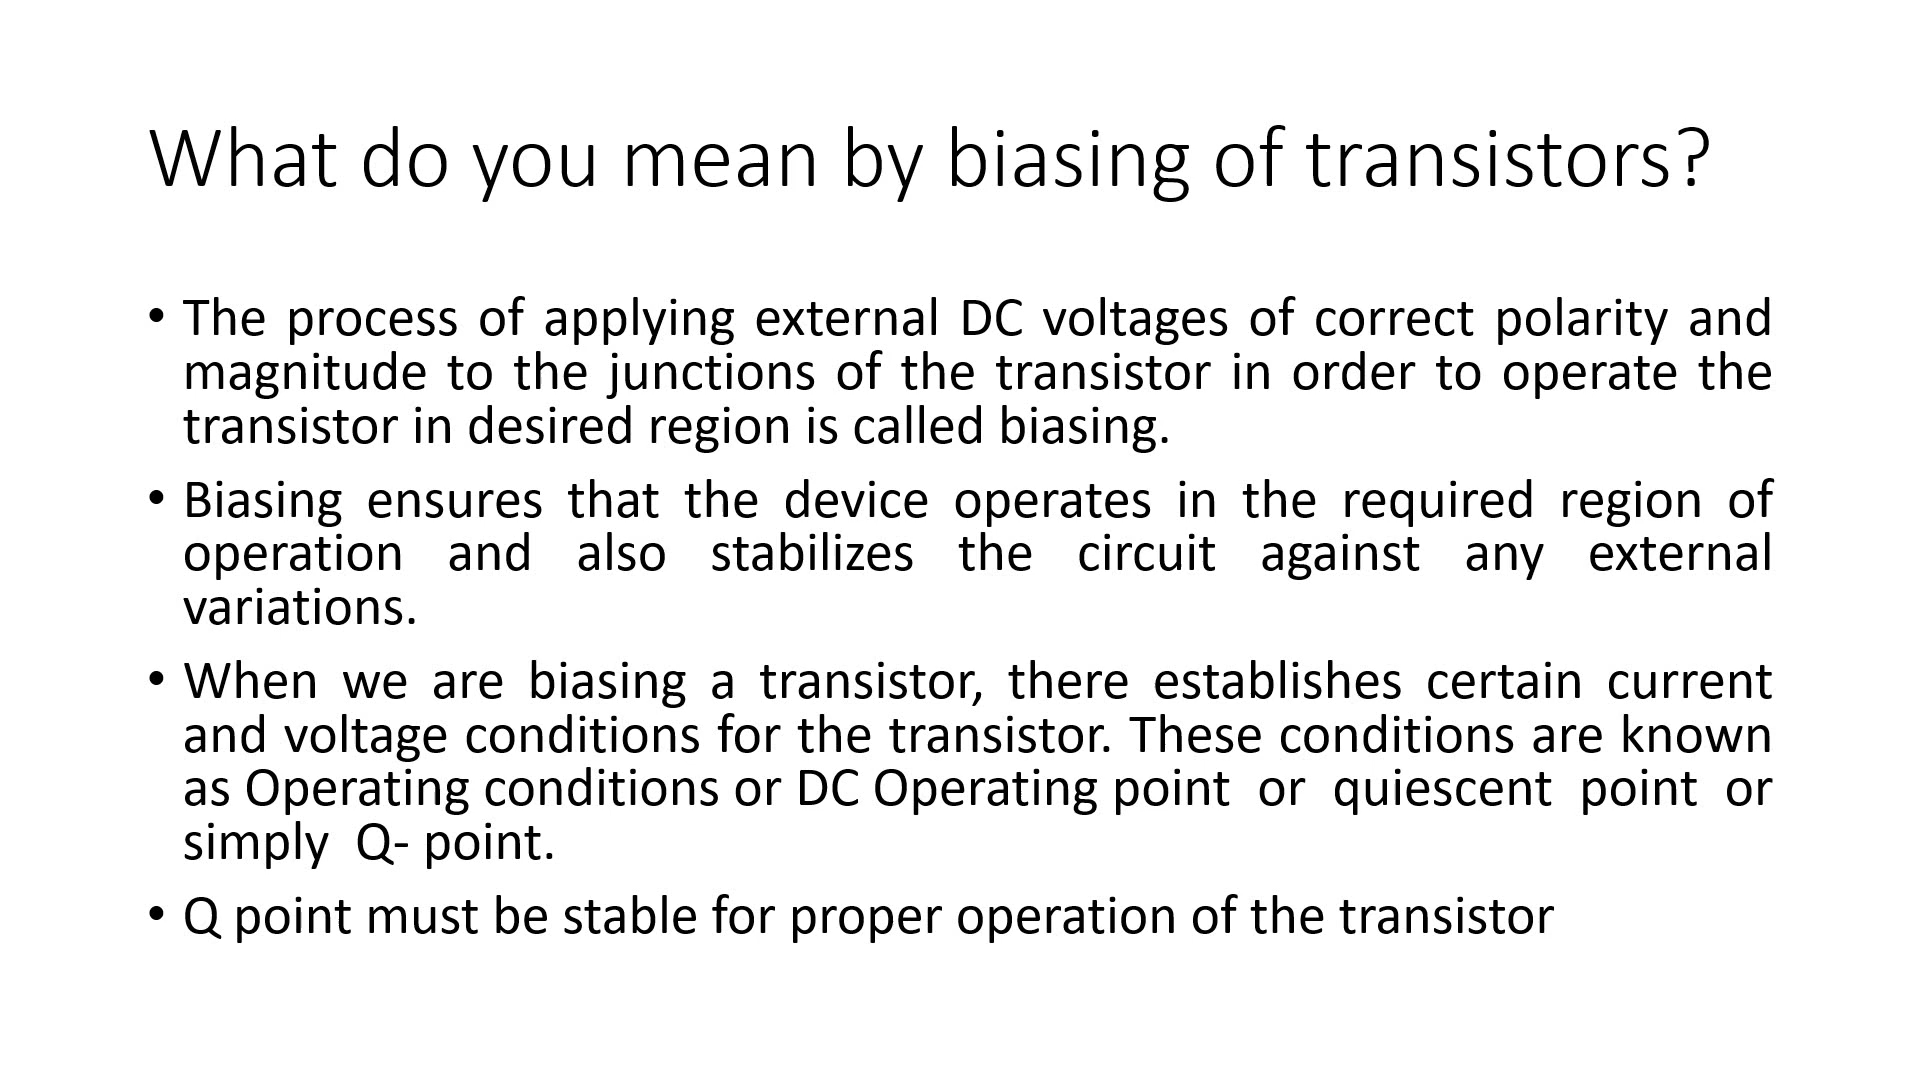 What do you mean by biasing of transistors?
• The process of applying external DC voltages of correct polarity and
magnitude to the junctions of the transistor in order to operate the
transistor in desired region is called biasing.
• Biasing ensures that the device operates in the required region of
operation and also stabilizes the circuit against any external
variations.
• When we are biasing a transistor, there establishes certain current
and voltage conditions for the transistor. These conditions are known
as Operating conditions or DC Operating point or quiescent point or
simply Q- point.
• Q point must be stable for proper operation of the transistor